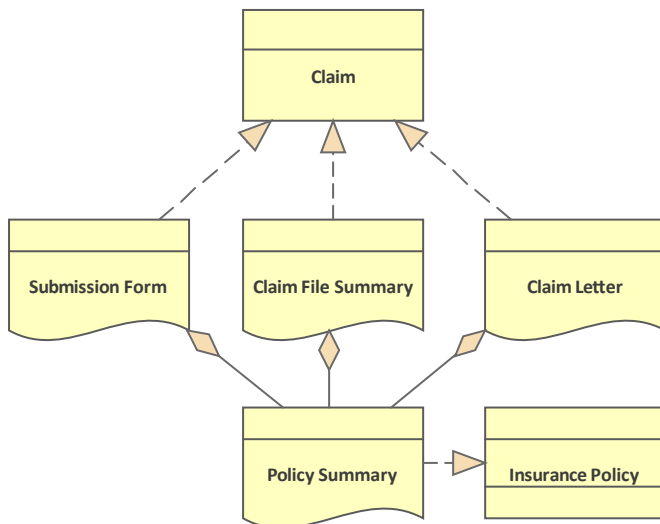 Claim
Submission Form
Claim File Summary
Claim Letter
Policy Summary
Insurance Policy